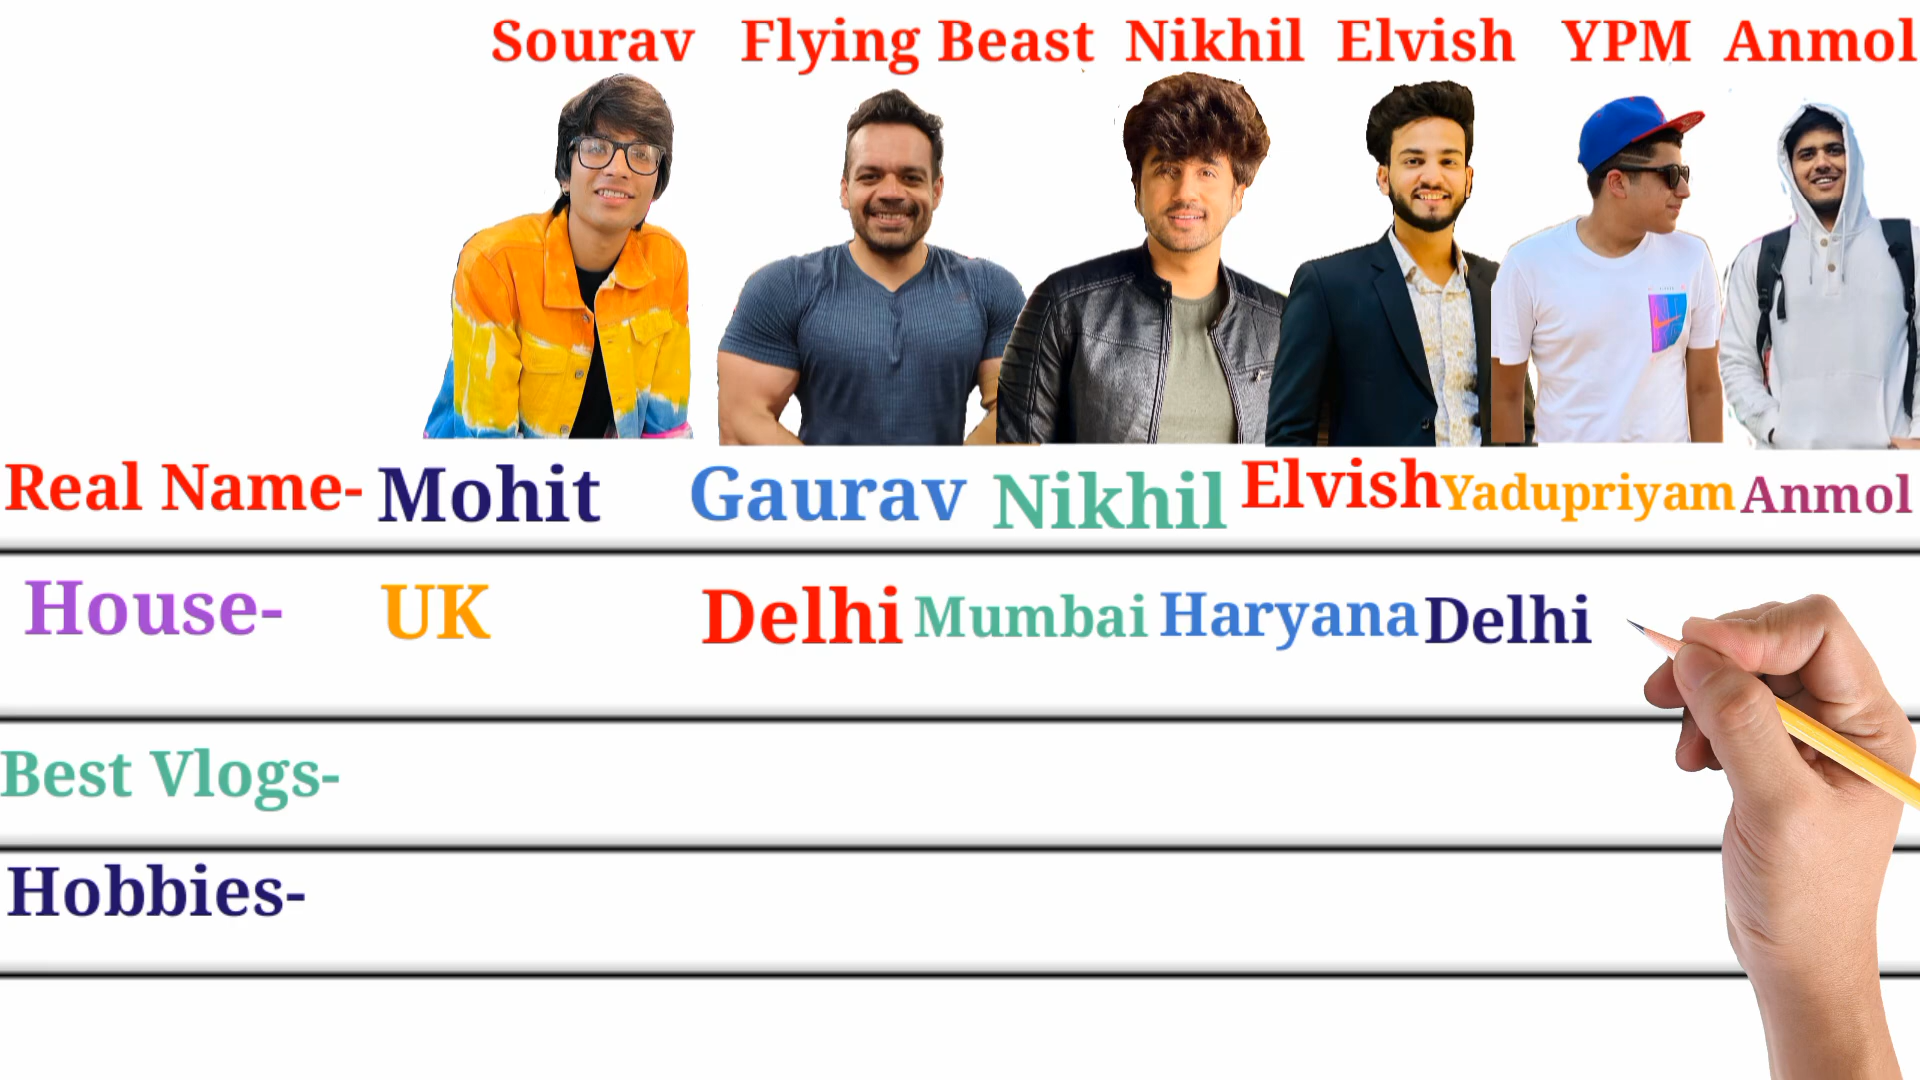 Sourav Flying Beast Nikhil Elvish YPM Anmol
Real Name- Mohit Gaurav Nikhil Elvish Yadupriyam Anmol
House- UK Delhi Mumbai Haryana Delhi
Best Vlogs-
Hobbies-